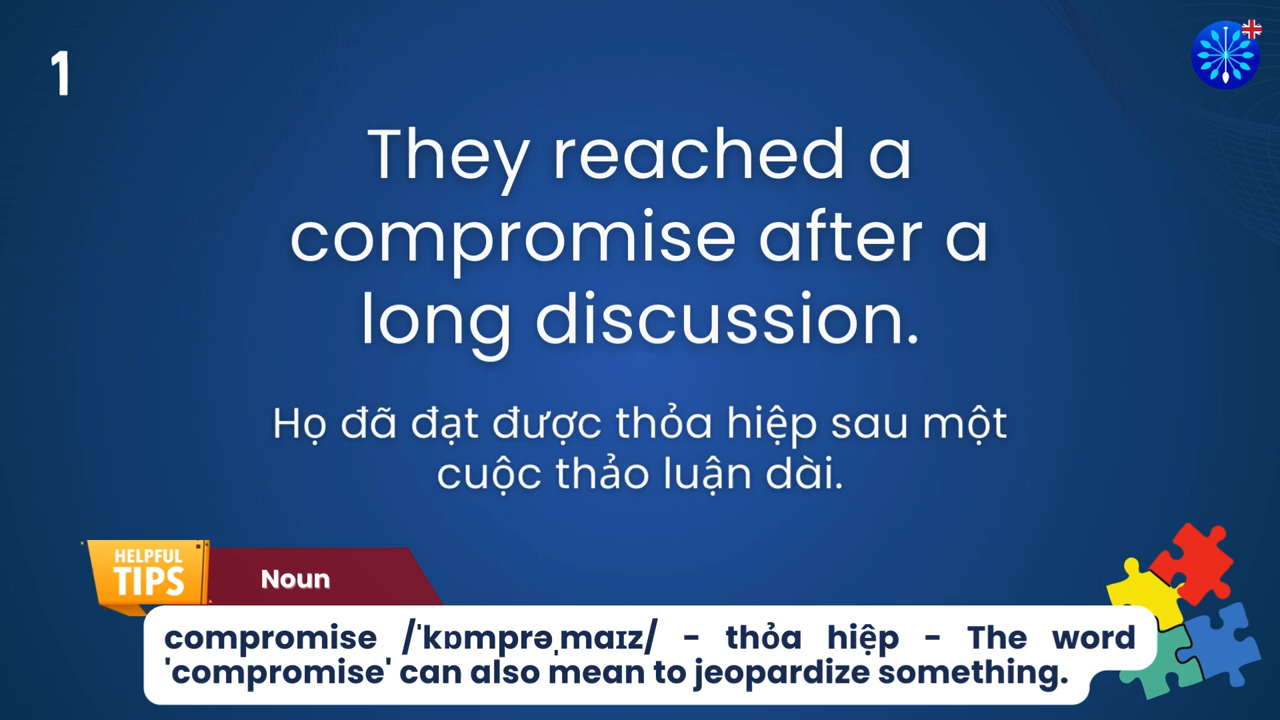 1
They reached a
compromise after a
long discussion.
Họ đã đạt được thỏa hiệp sau một
cuộc thảo luận dài.
HELPFUL
TIPS
Noun
compromise /ˈkɒmprəˌmaɪz/ - thỏa hiệp - The word
'compromise' can also mean to jeopardize something.